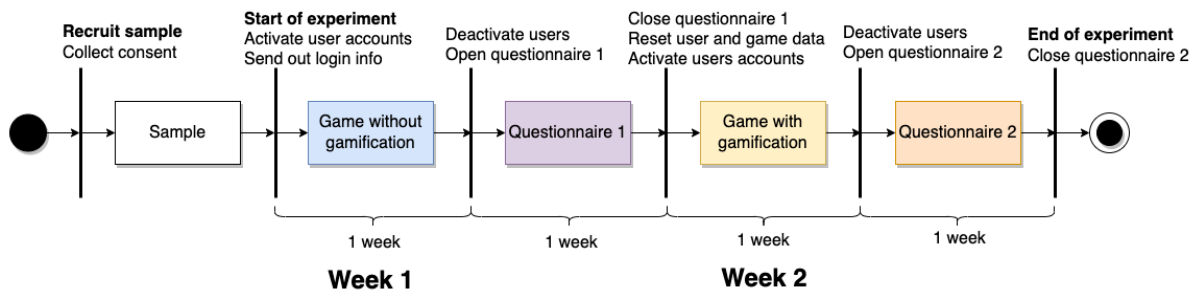 Recruit sample
Collect consent
Start of experiment
Activate user accounts
Send out login info
Deactivate users
Open questionnaire 1
Close questionnaire 1
Reset user and game data
Activate users accounts
Deactivate users
Open questionnaire 2
End of experiment
Close questionnaire 2
Sample
Game without
gamification
Questionnaire 1
Game with
gamification
Questionnaire 2
1 week
1 week
1 week
1 week
Week 1
Week 2